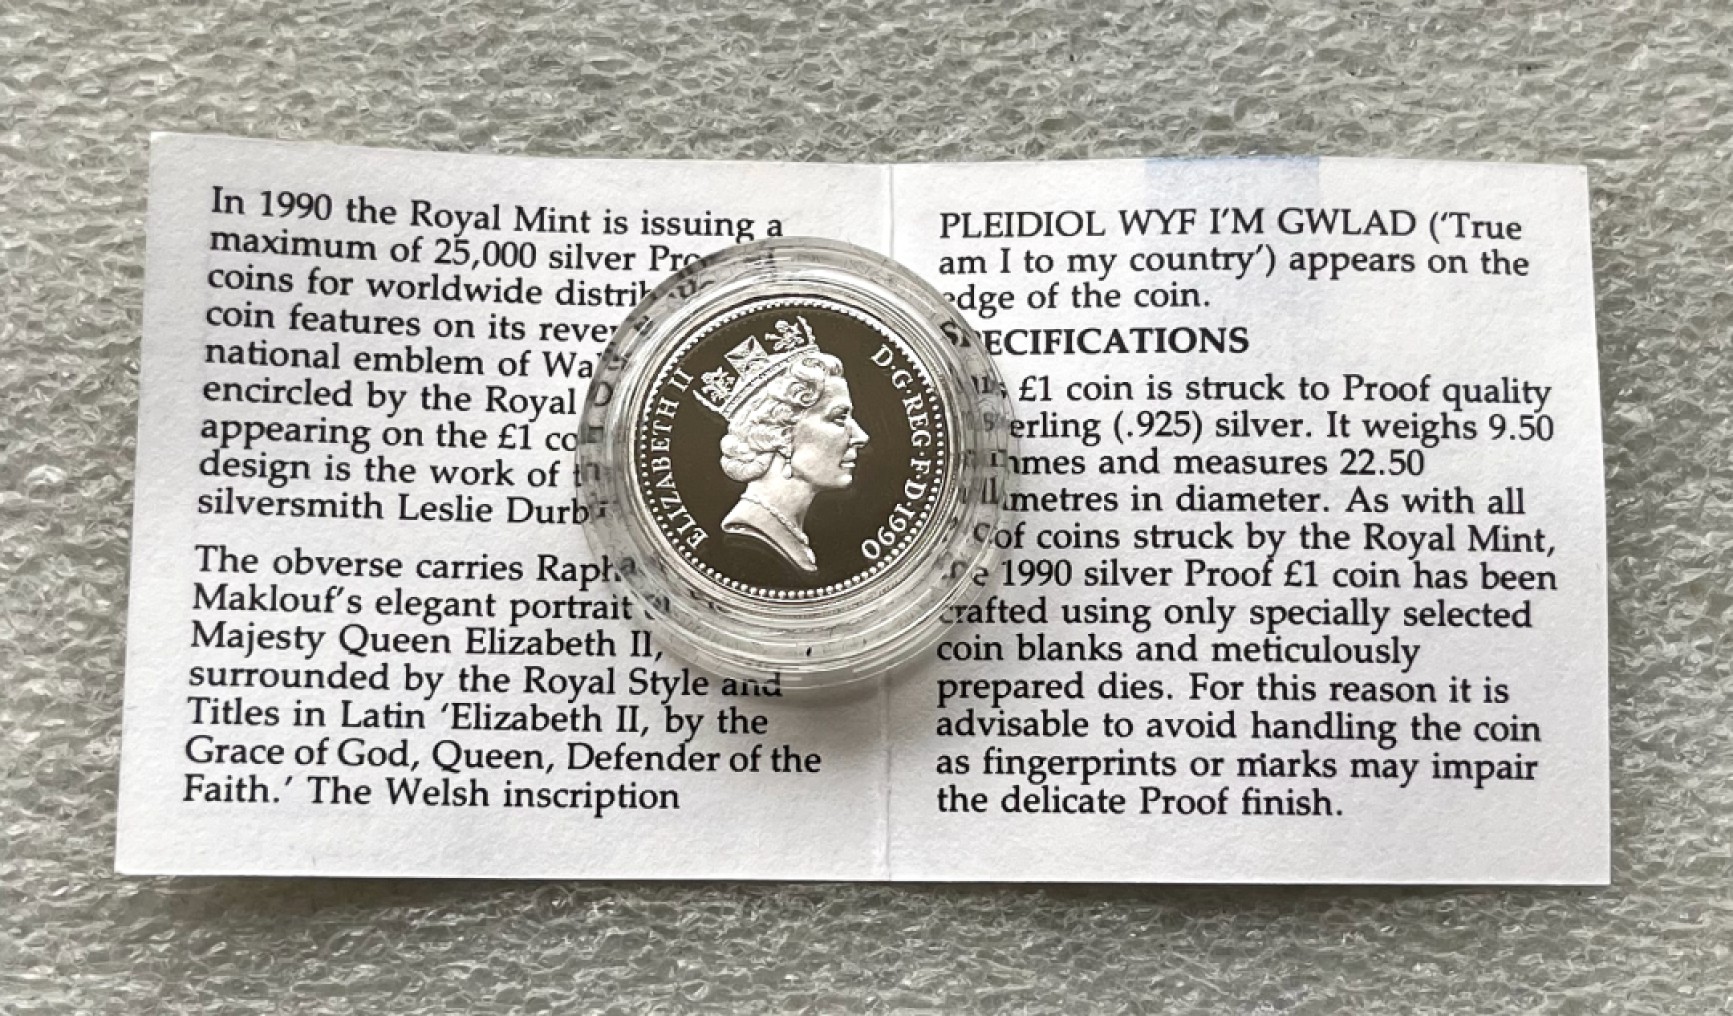 In 1990 the Royal Mint is issuing a
maximum of 25,000 silver
coins for worldwide
coin features on its
national emblem of
encircled by the Royal
appearing on the £1
design is the work of
silversmith Leslie
The obverse carries
Maklouf's elegant portrait
Majesty Queen Elizabeth II,
surrounded by the Royal Style and
Titles in Latin 'Elizabeth II, by the
Grace of God, Queen, Defender of the
Faith.' The Welsh inscription
ELIZABETH II
D·G·REG·F·D·1990
PLEIDIOL WYF I'M GWLAD ('True
am I to my country') appears on the
edge of the coin.
SPECIFICATIONS
£1 coin is struck to Proof quality
(.925) silver. It weighs 9.50
and measures 22.50
in diameter. As with all
of coins struck by the Royal Mint,
1990 silver Proof £1 coin has been
crafted using only specially selected
coin blanks and meticulously
prepared dies. For this reason it is
advisable to avoid handling the coin
as fingerprints or marks may impair
the delicate Proof finish.